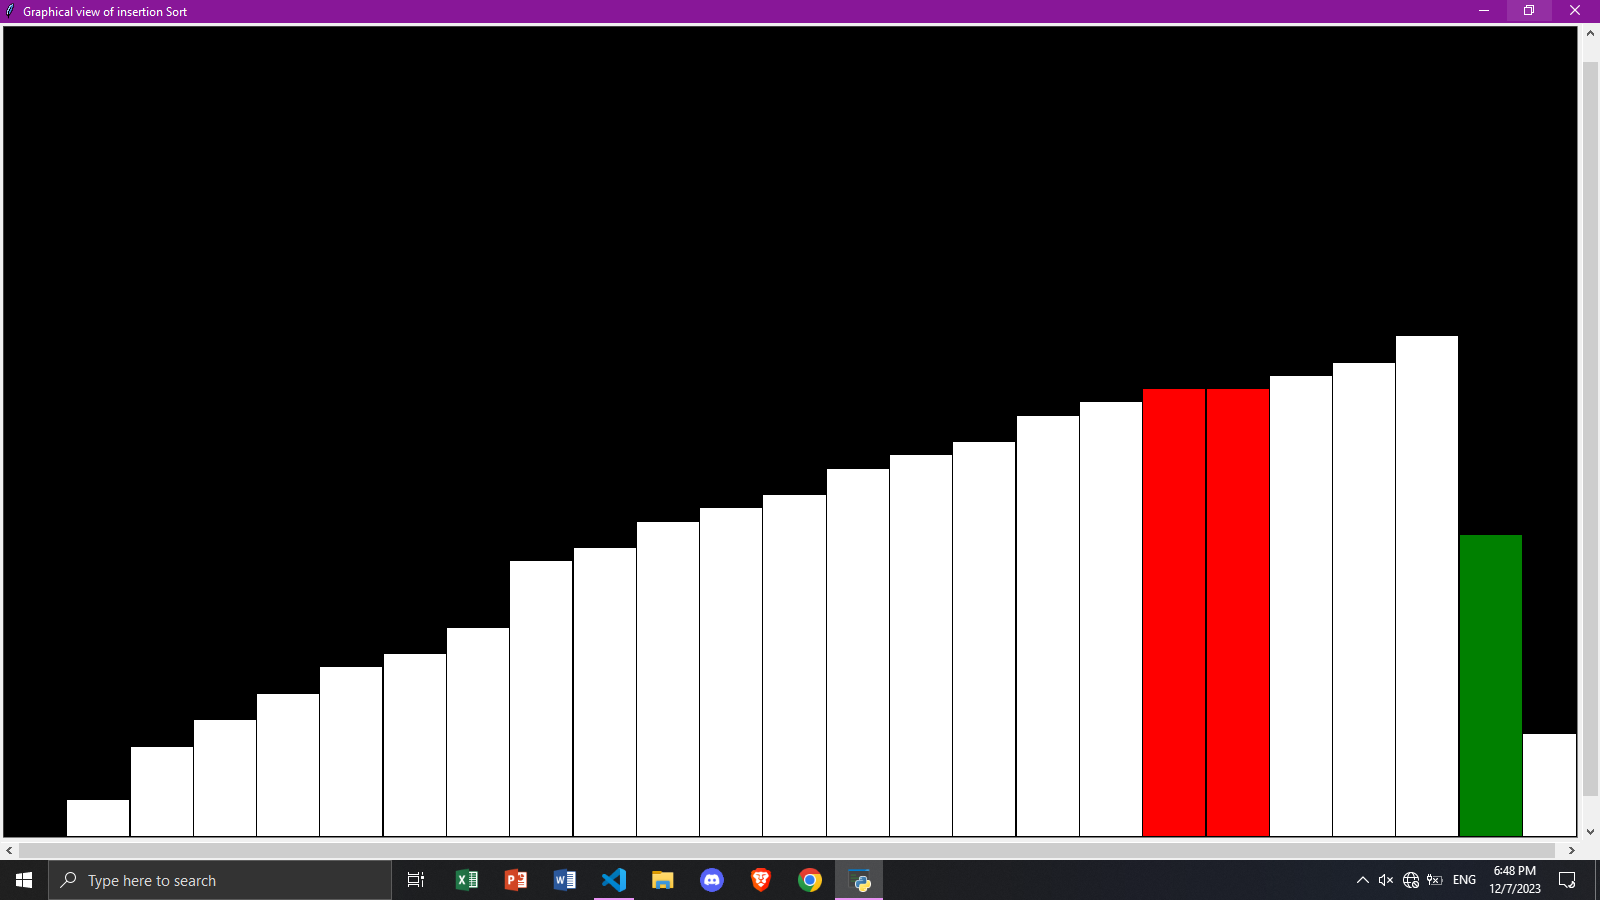 Graphical view of insertion Sort
Type here to search
ENG
6:48 PM
12/7/2023